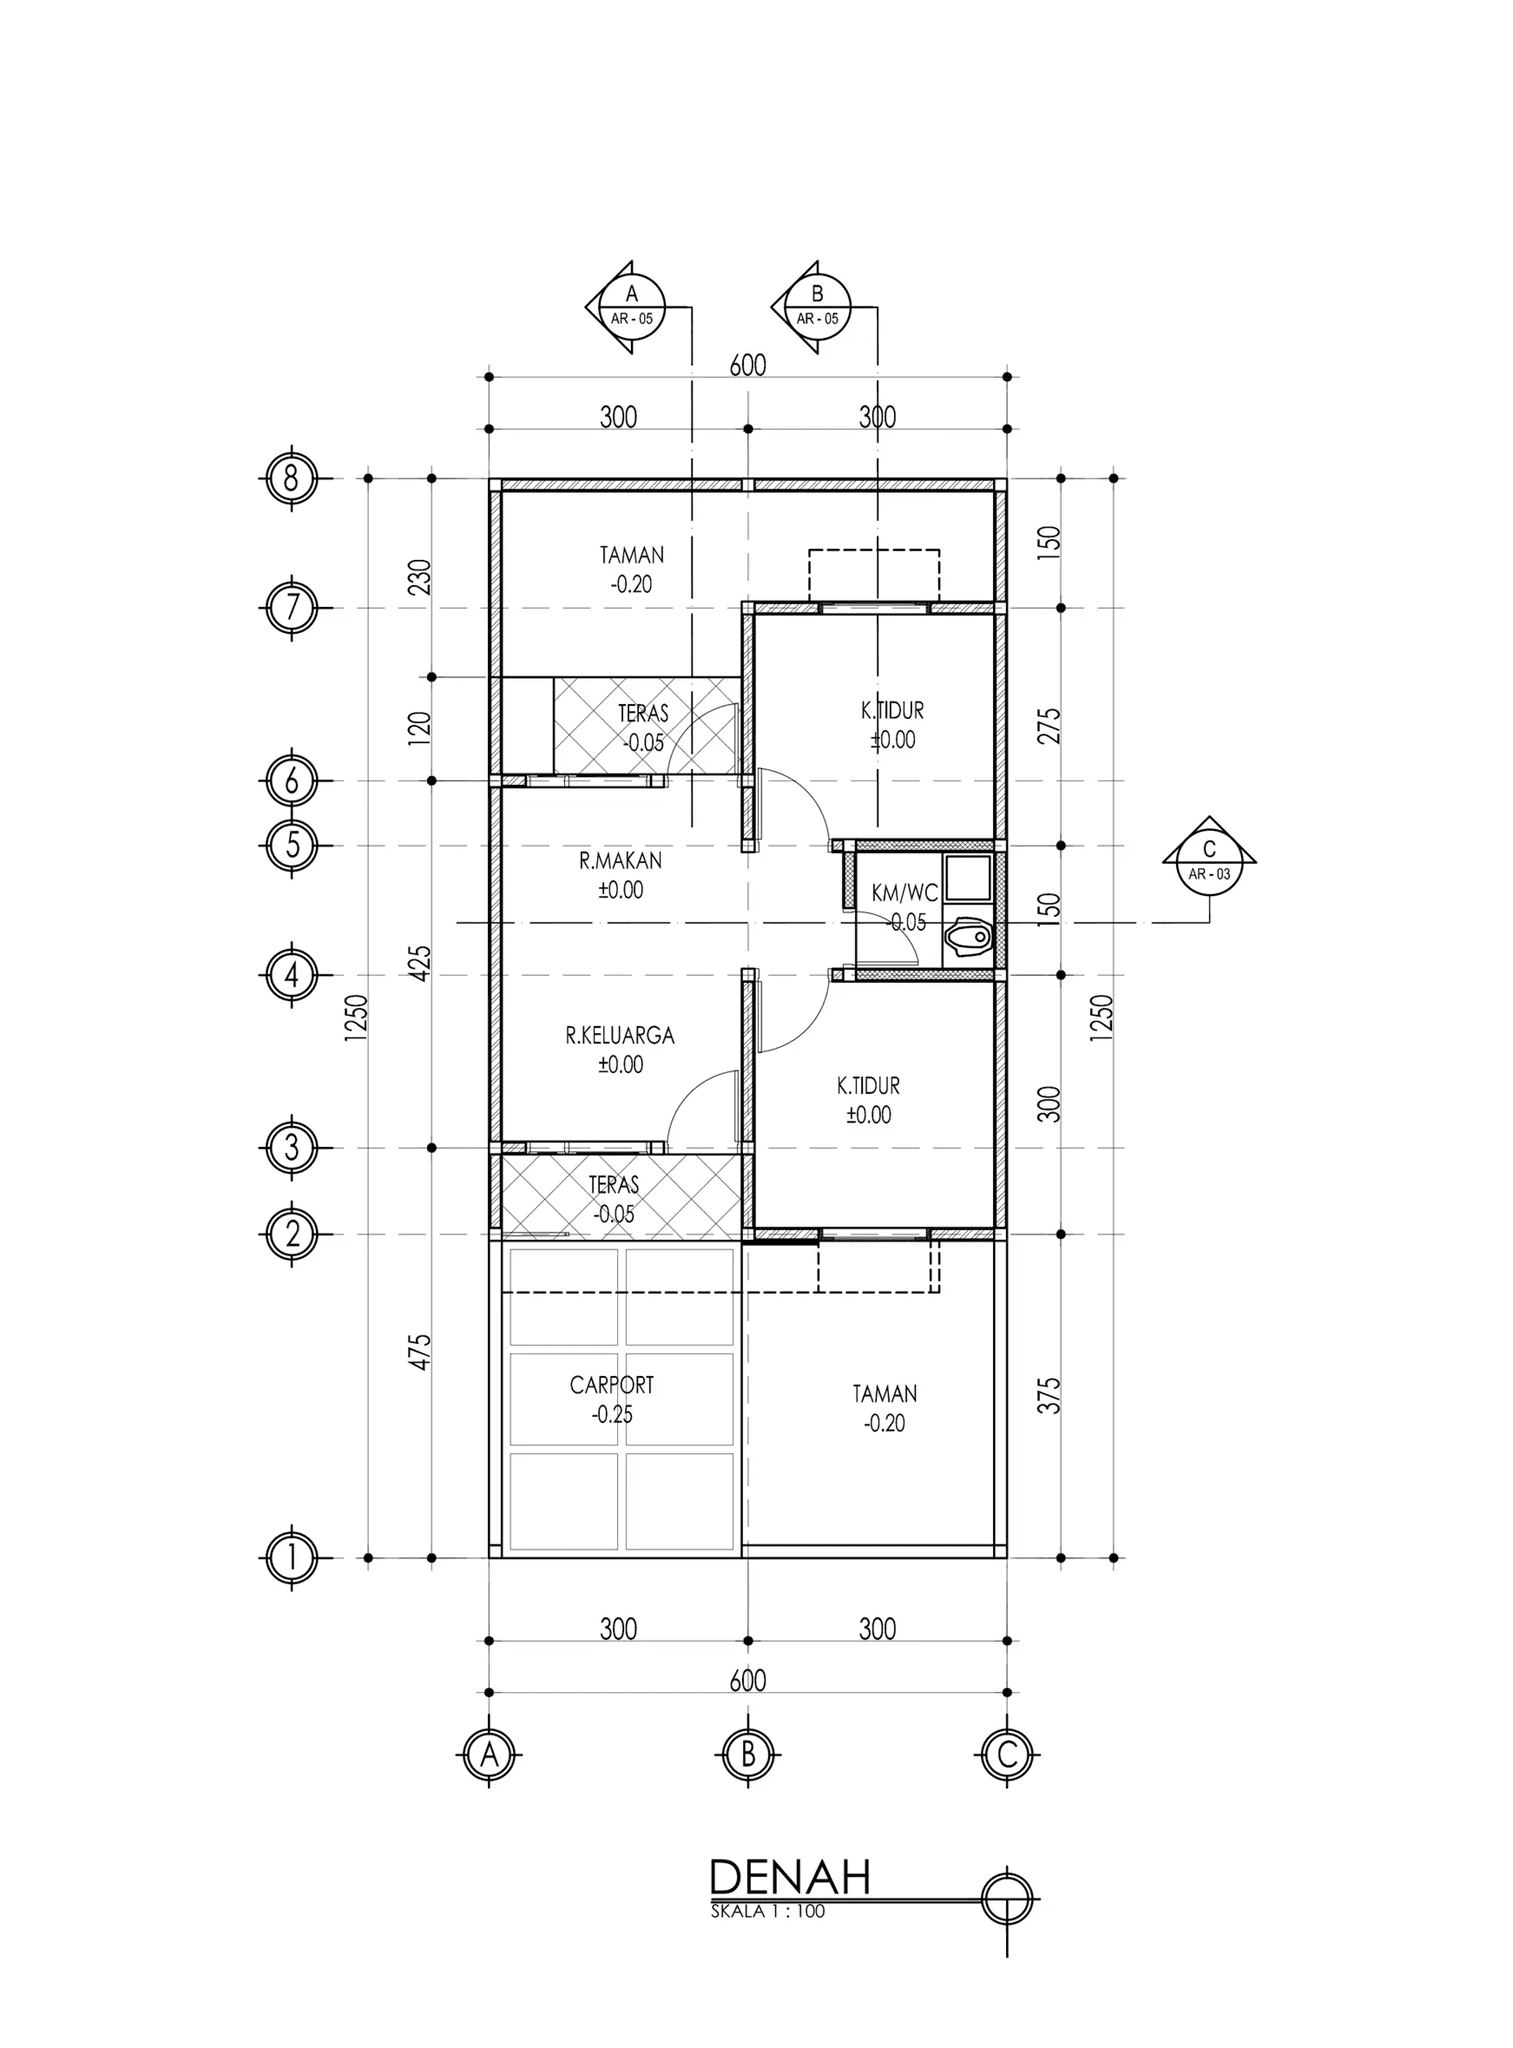 A
AR - 05
B
AR - 05
600
300
300
8
TAMAN
-0.20
150
230
7
TERAS
-0.05
K.TIDUR
±0.00
275
120
6
5
R.MAKAN
±0.00
KM/WC
-0.05
150
C
AR - 03
425
4
1250
1250
R.KELUARGA
±0.00
K.TIDUR
±0.00
300
3
TERAS
-0.05
2
475
CARPORT
-0.25
TAMAN
-0.20
375
1
300
300
600
A
B
C
DENAH
SKALA 1 : 100